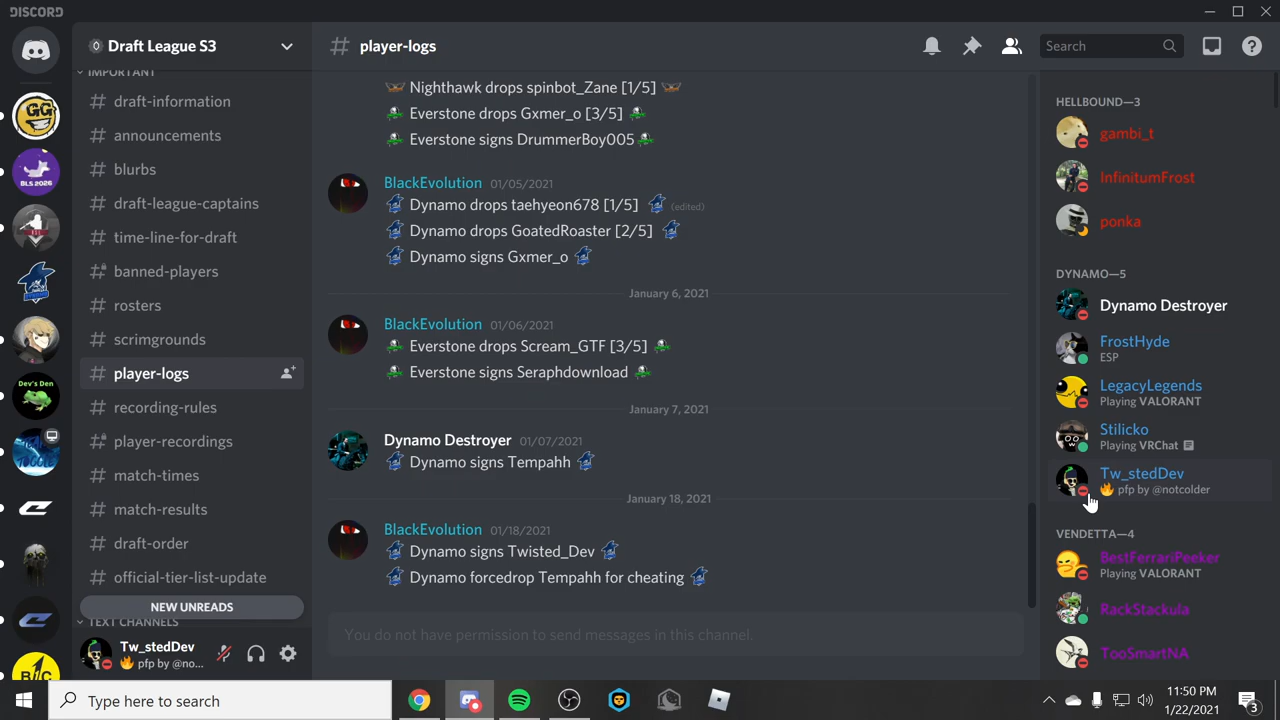 DISCORD
Draft League S3
IMPORTANT
draft-information
announcements
blurbs
draft-league-captains
time-line-for-draft
banned-players
rosters
scrimgrounds
player-logs
recording-rules
player-recordings
match-times
match-results
draft-order
official-tier-list-update
NEW UNREADS
TEXT CHANNELS
Tw_stedDev
pfp by @no...
GG
BLS 2026
Dev's Den
# player-logs
Search
Nighthawk drops spinbot_Zane [1/5]
Everstone drops Gxmer_o [3/5]
Everstone signs DrummerBoy005
BlackEvolution 01/05/2021
Dynamo drops taehyeon678 [1/5] (edited)
Dynamo drops GoatedRoaster [2/5]
Dynamo signs Gxmer_o
January 6, 2021
BlackEvolution 01/06/2021
Everstone drops Scream_GTF [3/5]
Everstone signs Seraphdownload
January 7, 2021
Dynamo Destroyer 01/07/2021
Dynamo signs Tempahh
January 18, 2021
BlackEvolution 01/18/2021
Dynamo signs Twisted_Dev
Dynamo forcedrop Tempahh for cheating
You do not have permission to send messages in this channel.
HELLBOUND—3
gambi_t
InfinitumFrost
ponka
DYNAMO—5
Dynamo Destroyer
FrostHyde
ESP
LegacyLegends
Playing VALORANT
Stilicko
Playing VRChat
Tw_stedDev
pfp by @notcolder
VENDETTA—4
BestFerrariPeeker
Playing VALORANT
RackStackula
TooSmartNA
Type here to search
11:50 PM
1/22/2021
3